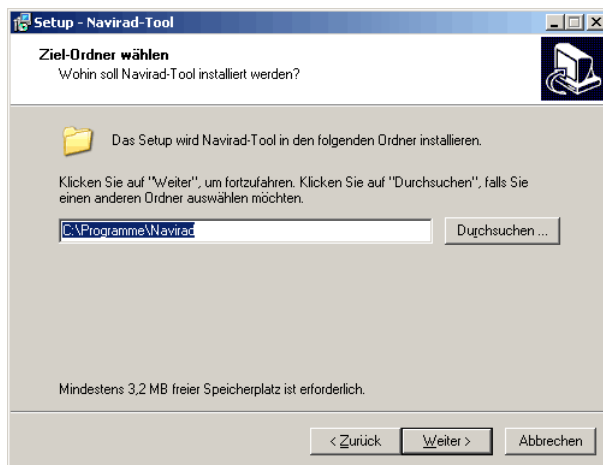 Setup - Navirad-Tool
Ziel-Ordner wählen
Wohin soll Navirad-Tool installiert werden?
Das Setup wird Navirad-Tool in den folgenden Ordner installieren.
Klicken Sie auf "Weiter", um fortzufahren. Klicken Sie auf "Durchsuchen", falls Sie
einen anderen Ordner auswählen möchten.
C:\Programme\Navirad
Durchsuchen ...
Mindestens 3,2 MB freier Speicherplatz ist erforderlich.
< Zurück
Weiter >
Abbrechen